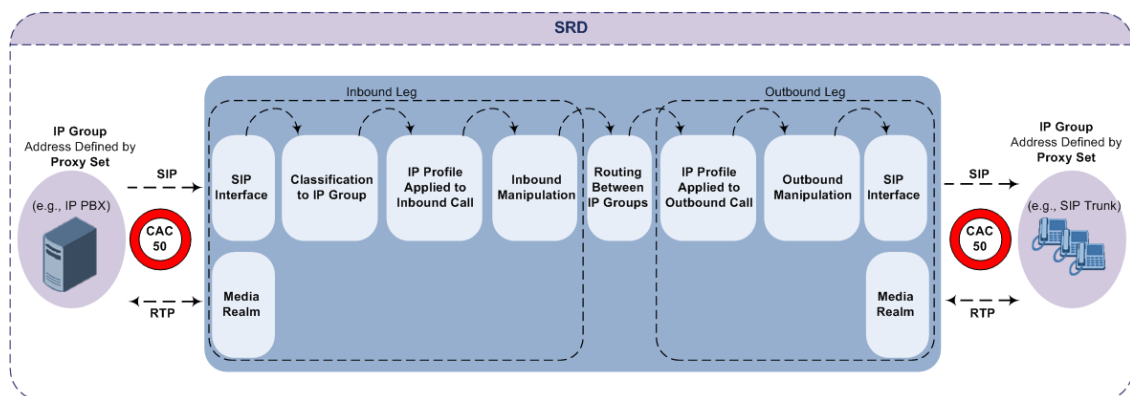 SRD
Inbound Leg
Outbound Leg
IP Group
Address Defined by
Proxy Set
(e.g., IP PBX)
SIP
CAC
50
RTP
SIP
Interface
Classification
to IP Group
IP Profile
Applied to
Inbound Call
Inbound
Manipulation
Routing
Between
IP Groups
IP Profile
Applied to
Outbound Call
Outbound
Manipulation
SIP
Interface
Media
Realm
Media
Realm
SIP
CAC
50
RTP
IP Group
Address Defined by
Proxy Set
(e.g., SIP Trunk)